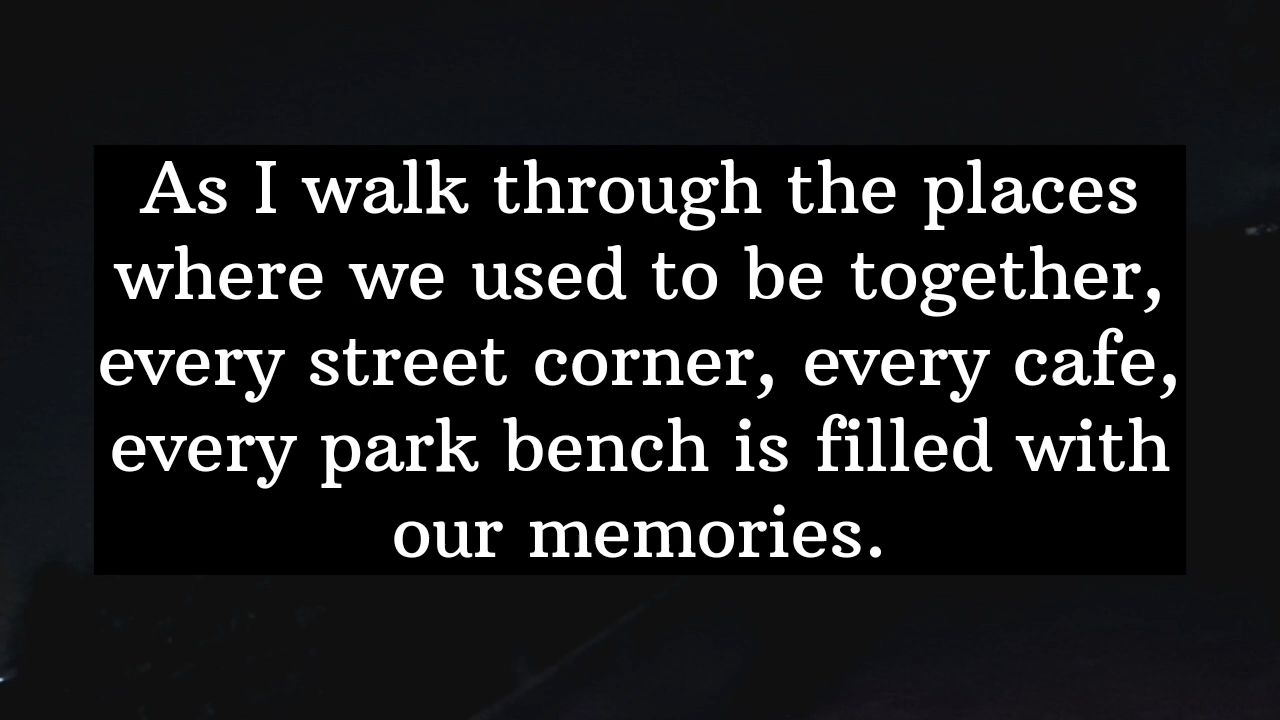 As I walk through the places
where we used to be together,
every street corner, every cafe,
every park bench is filled with
our memories.